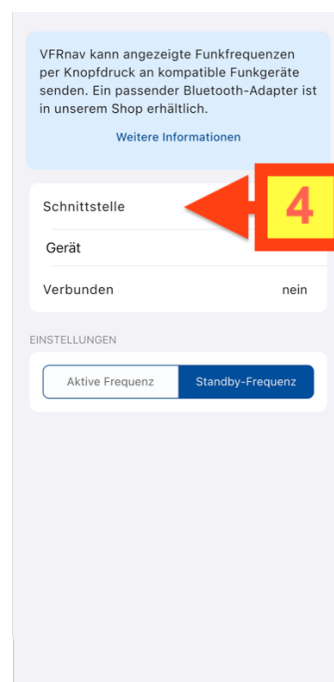 VFRnav kann angezeigte Funkfrequenzen
per Knopfdruck an kompatible Funkgeräte
senden. Ein passender Bluetooth-Adapter ist
in unserem Shop erhältlich.
Weitere Informationen
Schnittstelle
4
Gerät
Verbunden nein
EINSTELLUNGEN
Aktive Frequenz Standby-Frequenz